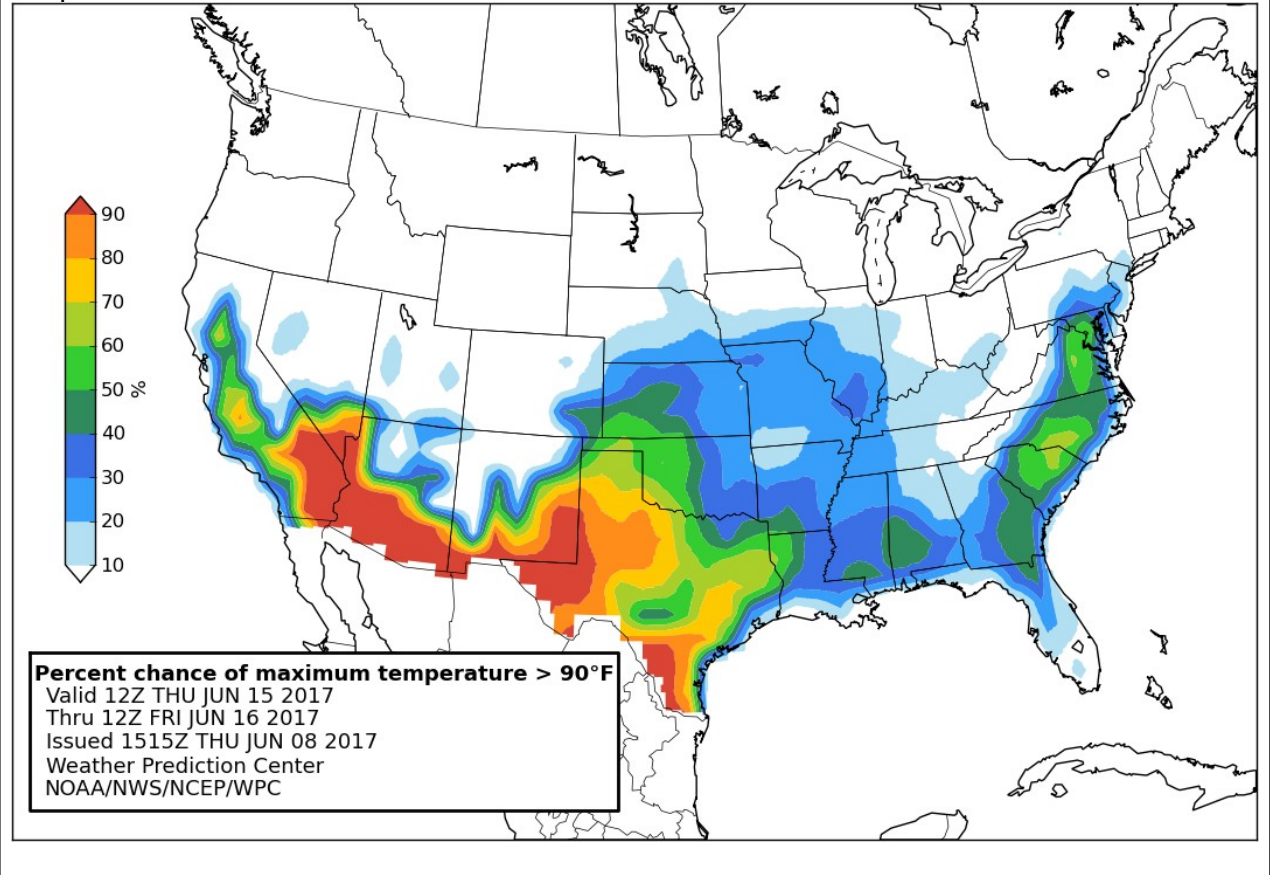 90
80
70
60
50
40
30
20
10
%
Percent chance of maximum temperature > 90°F
Valid 12Z THU JUN 15 2017
Thru 12Z FRI JUN 16 2017
Issued 1515Z THU JUN 08 2017
Weather Prediction Center
NOAA/NWS/NCEP/WPC